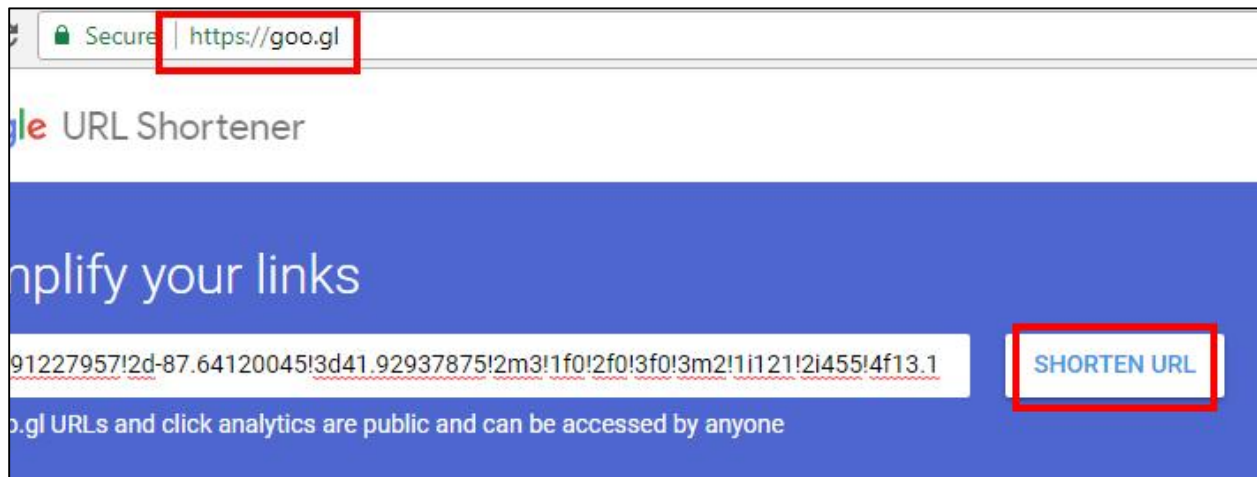 Secure https://goo.gl
gle URL Shortener
nplify your links
91227957!2d-87.64120045!3d41.92937875!2m3!1f0!2f0!3f0!3m2!1i121!2i455!4f13.1
SHORTEN URL
o.gl URLs and click analytics are public and can be accessed by anyone